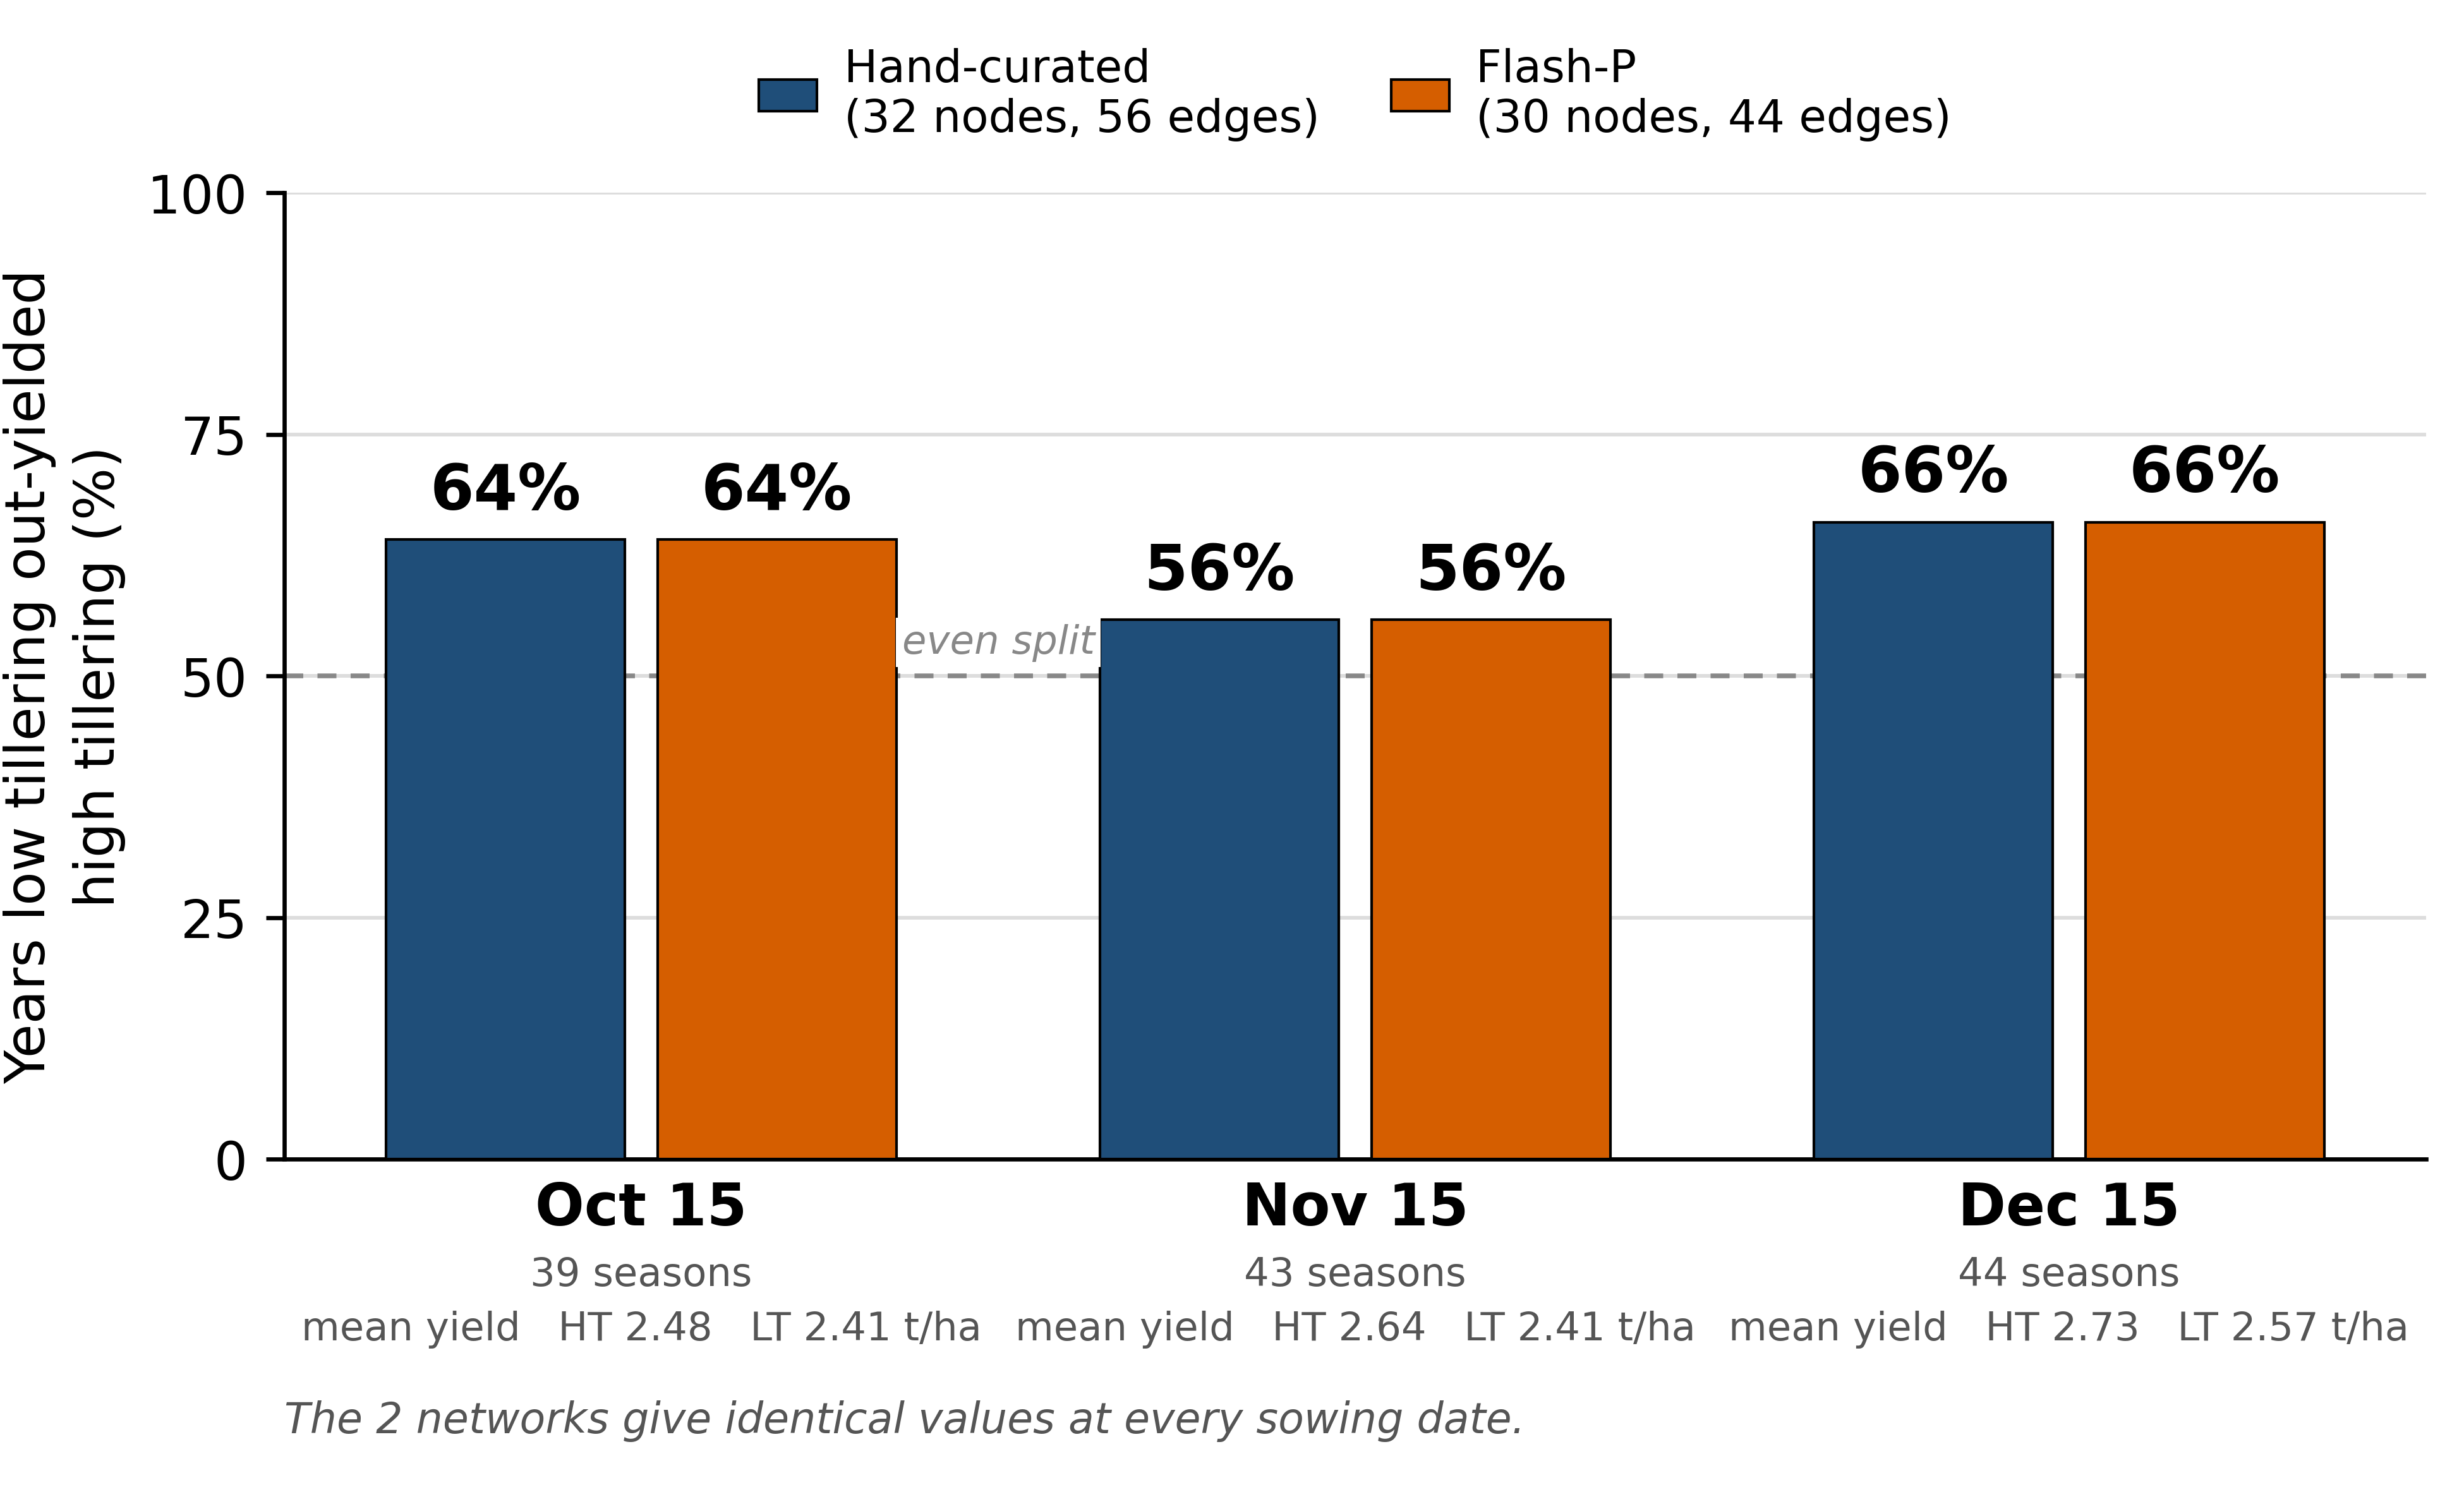 Hand-curated
(32 nodes, 56 edges)
Flash-P
(30 nodes, 44 edges)
Years low tillering out-yielded
high tillering (%)
100
75
50
25
0
64%
64%
56%
56%
66%
66%
even split
Oct 15
39 seasons
mean yield HT 2.48 LT 2.41 t/ha
Nov 15
43 seasons
mean yield HT 2.64 LT 2.41 t/ha
Dec 15
44 seasons
mean yield HT 2.73 LT 2.57 t/ha
The 2 networks give identical values at every sowing date.